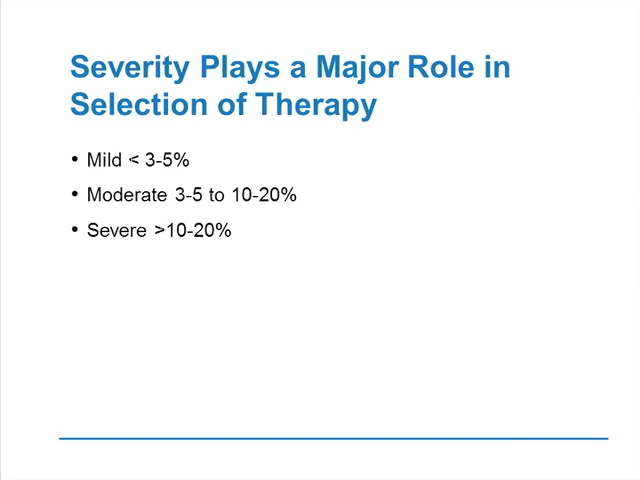 Severity Plays a Major Role in
Selection of Therapy
• Mild < 3-5%
• Moderate 3-5 to 10-20%
• Severe >10-20%